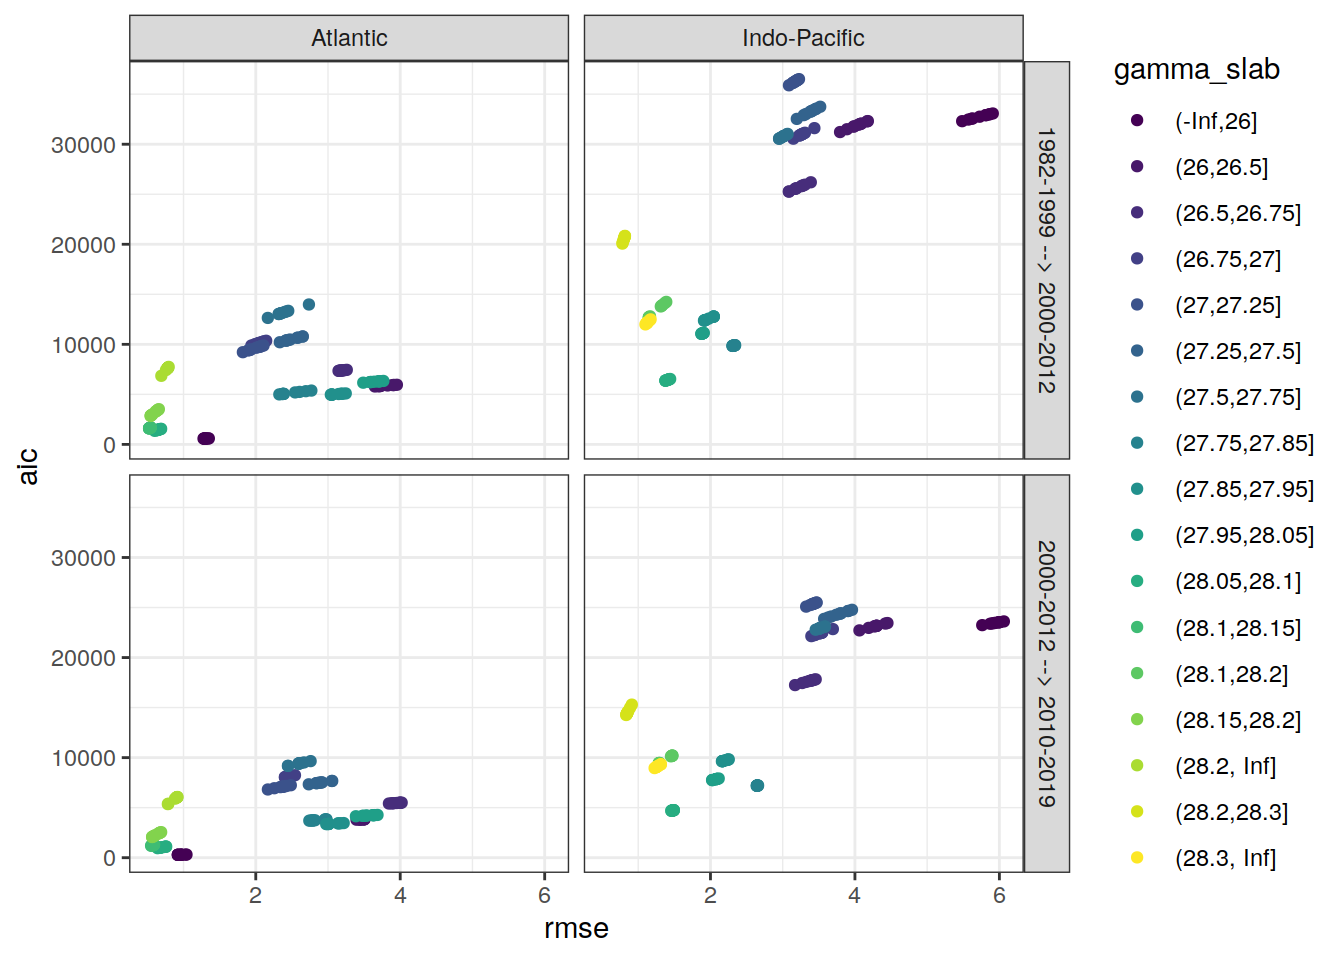 Atlantic
Indo-Pacific
30000
20000
10000
0
1982-1999 --> 2000-2012
30000
20000
10000
0
2000-2012 --> 2010-2019
2
4
6
2
4
6
rmse
aic
gamma_slab
(-Inf,26]
(26,26.5]
(26.5,26.75]
(26.75,27]
(27,27.25]
(27.25,27.5]
(27.5,27.75]
(27.75,27.85]
(27.85,27.95]
(27.95,28.05]
(28.05,28.1]
(28.1,28.15]
(28.1,28.2]
(28.15,28.2]
(28.2, Inf]
(28.2,28.3]
(28.3, Inf]